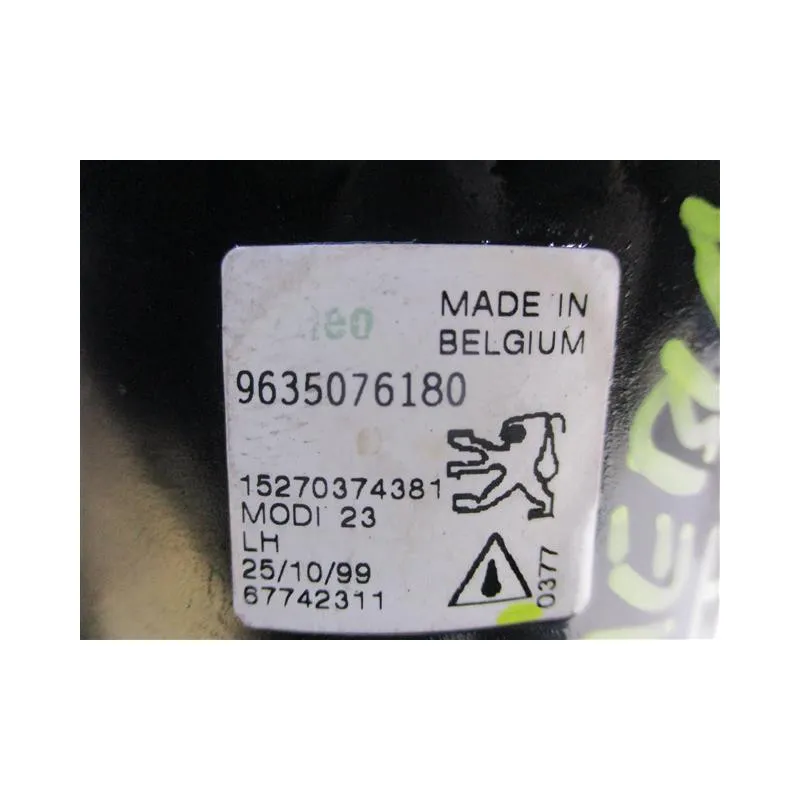 MADE IN
BELGIUM
9635076180
15270374381
MODI 23
LH
25/10/99
67742311
0377